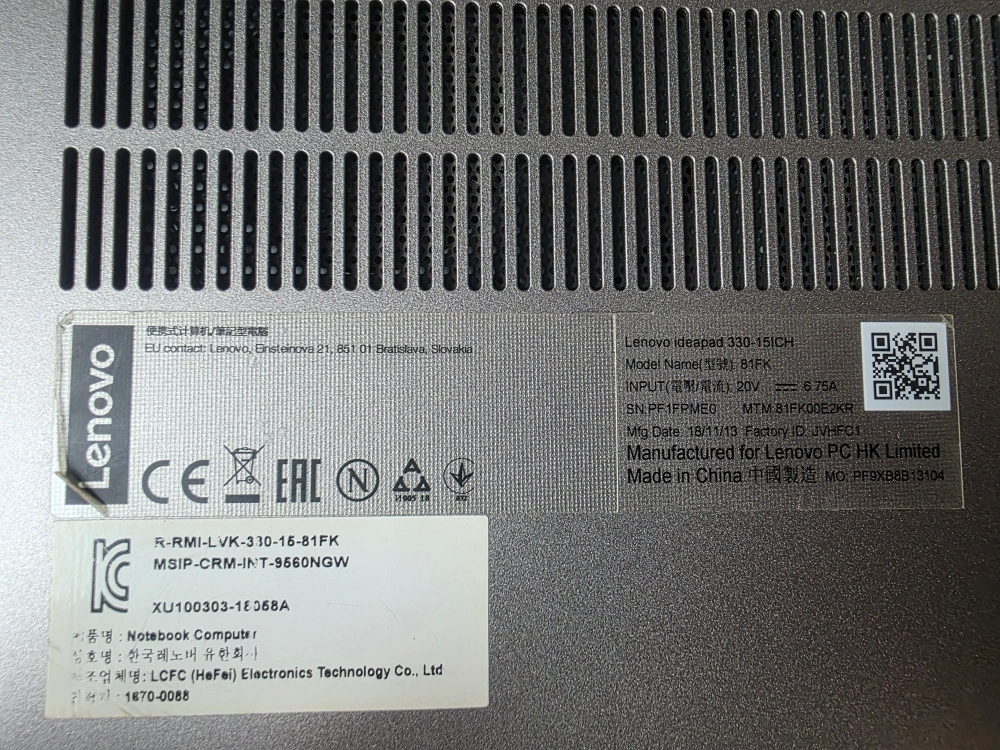 Lenovo
便携式计算机/筆記型電腦
EU contact: Lenovo, Einsteinova 21, 851 01 Bratislava, Slovakia
CE
EAC
N
Lenovo ideapad 330-15ICH
Model Name(型號): 81FK
INPUT(電壓/電流): 20V ⎓ 6.75A
SN PF1FPME0 MTM:81FK00E2KR
Mfg Date: 18/11/13 Factory ID: JVHFC1
Manufactured for Lenovo PC HK Limited
Made in China 中國製造 MO: PF9XB8B13104
R-RMI-LVK-330-15-81FK
MSIP-CRM-INT-9560NGW
XU100303-18058A
제품명 : Notebook Computer
상호명 : 한국레노버 유한회사
제조업체명: LCFC (HeFei) Electronics Technology Co., Ltd
1670-0088